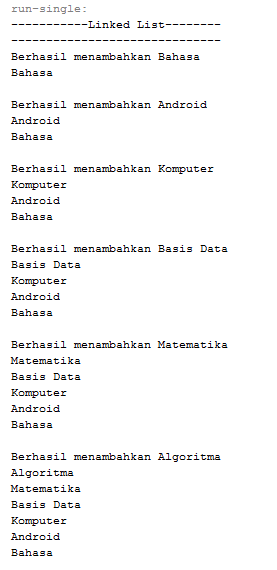 run-single:
-----------Linked List--------
------------------------------
Berhasil menambahkan Bahasa
Bahasa
Berhasil menambahkan Android
Android
Bahasa
Berhasil menambahkan Komputer
Komputer
Android
Bahasa
Berhasil menambahkan Basis Data
Basis Data
Komputer
Android
Bahasa
Berhasil menambahkan Matematika
Matematika
Basis Data
Komputer
Android
Bahasa
Berhasil menambahkan Algoritma
Algoritma
Matematika
Basis Data
Komputer
Android
Bahasa